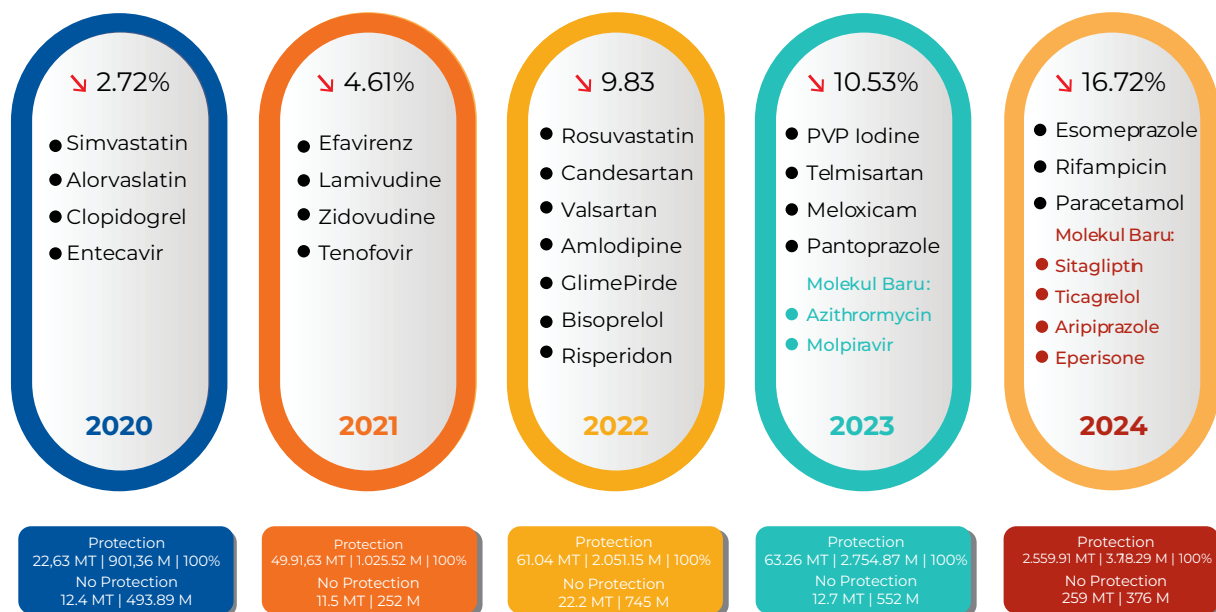 2.72%
Simvastatin
Alorvaslatin
Clopidogrel
Entecavir
2020
Protection
22,63 MT | 901,36 M | 100%
No Protection
12.4 MT | 493.89 M
4.61%
Efavirenz
Lamivudine
Zidovudine
Tenofovir
2021
Protection
49.91,63 MT | 1.025.52 M | 100%
No Protection
11.5 MT | 252 M
9.83
Rosuvastatin
Candesartan
Valsartan
Amlodipine
GlimePirde
Bisoprelol
Risperidon
2022
Protection
61.04 MT | 2.051.15 M | 100%
No Protection
22.2 MT | 745 M
10.53%
PVP Iodine
Telmisartan
Meloxicam
Pantoprazole
Molekul Baru:
Azithrormycin
Molpiravir
2023
Protection
63.26 MT | 2.754.87 M | 100%
No Protection
12.7 MT | 552 M
16.72%
Esomeprazole
Rifampicin
Paracetamol
Molekul Baru:
Sitagliptin
Ticagrelol
Aripiprazole
Eperisone
2024
Protection
2.559.91 MT | 3.718.29 M | 100%
No Protection
259 MT | 376 M